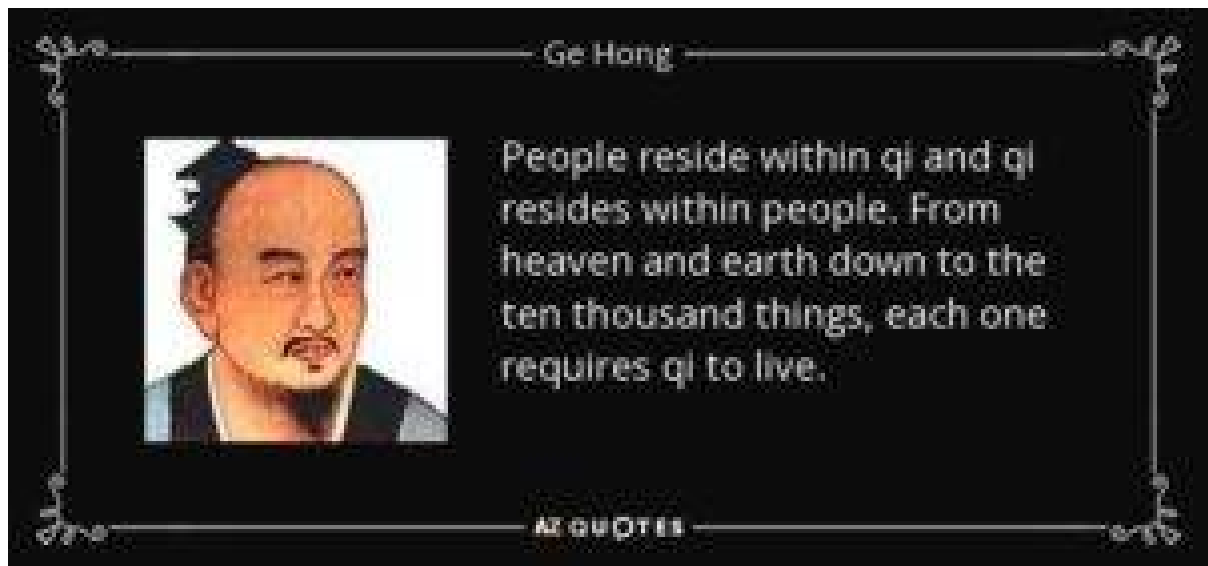 Ge Hong
People reside within qi and qi
resides within people. From
heaven and earth down to the
ten thousand things, each one
requires qi to live.
AZ QUOTES